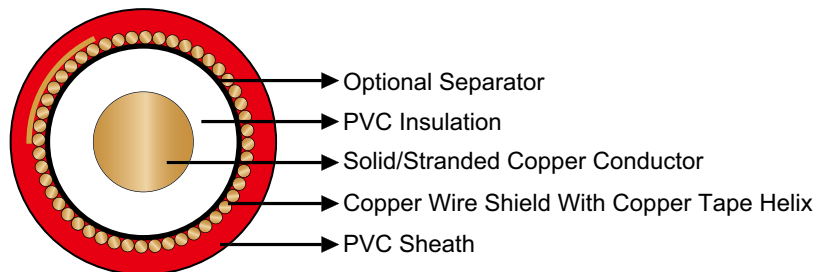 Optional Separator
PVC Insulation
Solid/Stranded Copper Conductor
Copper Wire Shield With Copper Tape Helix
PVC Sheath